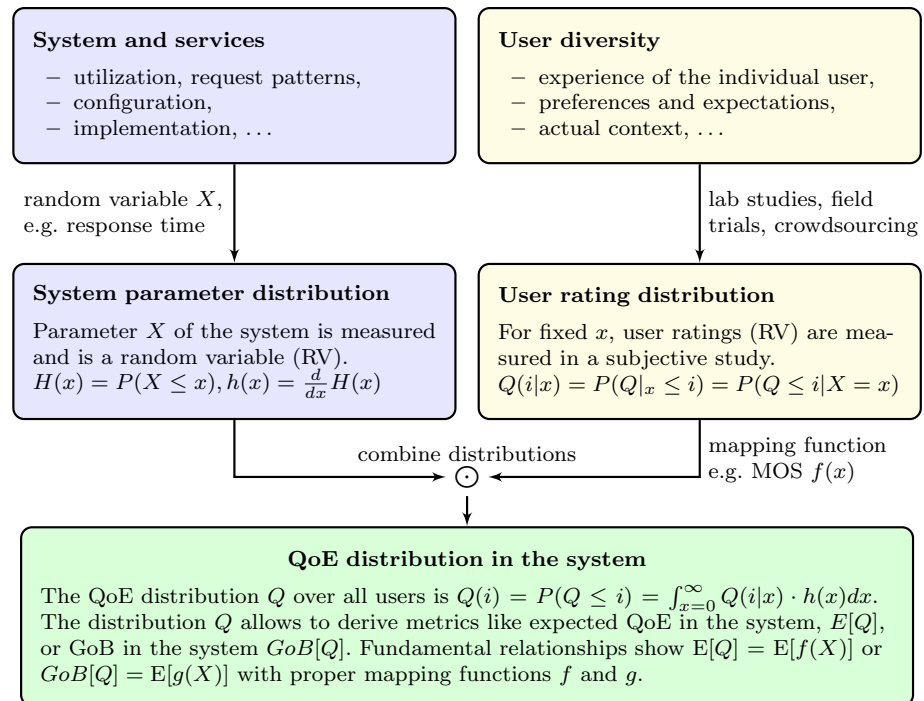 System and services
– utilization, request patterns,
– configuration,
– implementation, …
User diversity
– experience of the individual user,
– preferences and expectations,
– actual context, …
random variable X,
e.g. response time
lab studies, field
trials, crowdsourcing
System parameter distribution
Parameter X of the system is measured
and is a random variable (RV).
H(x) = P(X ≤ x), h(x) = d/dx H(x)
User rating distribution
For fixed x, user ratings (RV) are mea-
sured in a subjective study.
Q(i|x) = P(Q|ₓ ≤ i) = P(Q ≤ i|X = x)
combine distributions
⊙
mapping function
e.g. MOS f(x)
QoE distribution in the system
The QoE distribution Q over all users is Q(i) = P(Q ≤ i) = ∫_{x=0}^{∞} Q(i|x) · h(x)dx.
The distribution Q allows to derive metrics like expected QoE in the system, E[Q],
or GoB in the system GoB[Q]. Fundamental relationships show E[Q] = E[f(X)] or
GoB[Q] = E[g(X)] with proper mapping functions f and g.